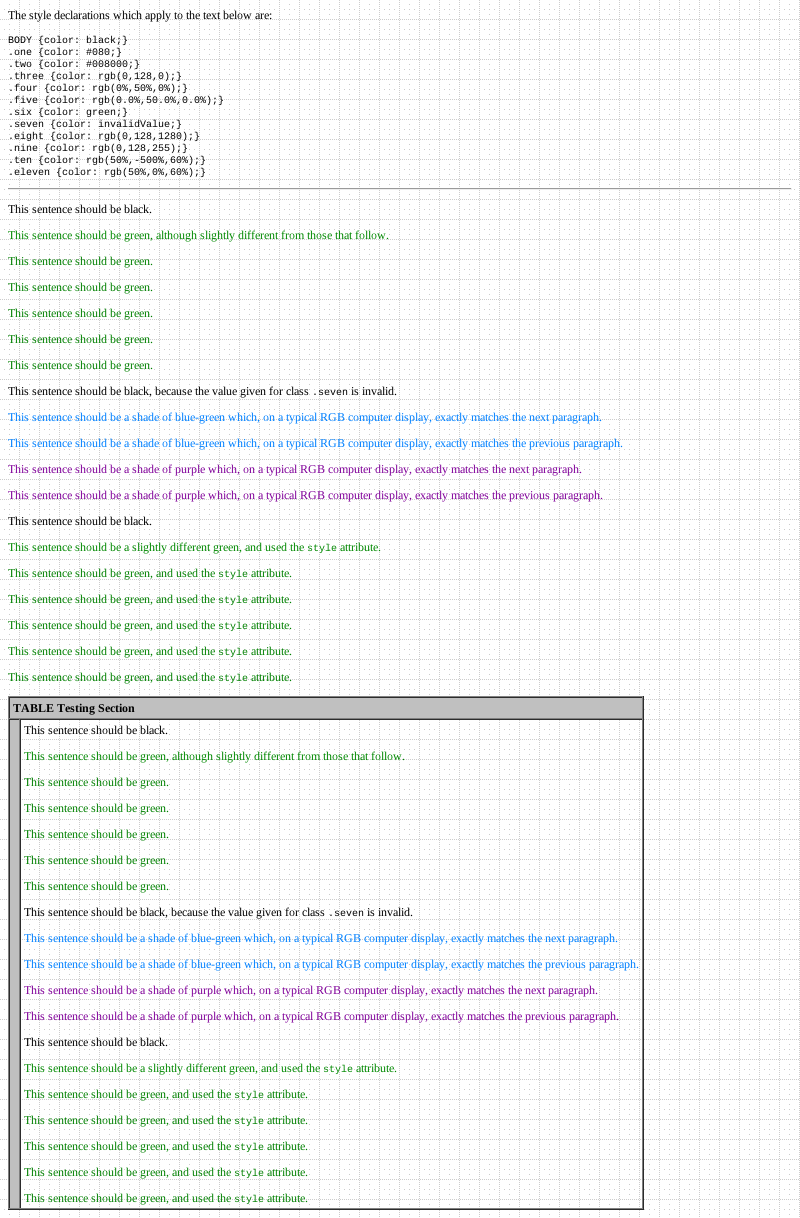 The style declarations which apply to the text below are:
BODY {color: black;}
.one {color: #080;}
.two {color: #008000;}
.three {color: rgb(0,128,0);}
.four {color: rgb(0%,50%,0%);}
.five {color: rgb(0.0%,50.0%,0.0%);}
.six {color: green;}
.seven {color: invalidValue;}
.eight {color: rgb(0,128,1280);}
.nine {color: rgb(0,128,255);}
.ten {color: rgb(50%,-500%,60%);}
.eleven {color: rgb(50%,0%,60%);}
This sentence should be black.
This sentence should be green, although slightly different from those that follow.
This sentence should be green.
This sentence should be green.
This sentence should be green.
This sentence should be green.
This sentence should be green.
This sentence should be black, because the value given for class .seven is invalid.
This sentence should be a shade of blue-green which, on a typical RGB computer display, exactly matches the next paragraph.
This sentence should be a shade of blue-green which, on a typical RGB computer display, exactly matches the previous paragraph.
This sentence should be a shade of purple which, on a typical RGB computer display, exactly matches the next paragraph.
This sentence should be a shade of purple which, on a typical RGB computer display, exactly matches the previous paragraph.
This sentence should be black.
This sentence should be a slightly different green, and used the style attribute.
This sentence should be green, and used the style attribute.
This sentence should be green, and used the style attribute.
This sentence should be green, and used the style attribute.
This sentence should be green, and used the style attribute.
This sentence should be green, and used the style attribute.
TABLE Testing Section
This sentence should be black.
This sentence should be green, although slightly different from those that follow.
This sentence should be green.
This sentence should be green.
This sentence should be green.
This sentence should be green.
This sentence should be green.
This sentence should be black, because the value given for class .seven is invalid.
This sentence should be a shade of blue-green which, on a typical RGB computer display, exactly matches the next paragraph.
This sentence should be a shade of blue-green which, on a typical RGB computer display, exactly matches the previous paragraph.
This sentence should be a shade of purple which, on a typical RGB computer display, exactly matches the next paragraph.
This sentence should be a shade of purple which, on a typical RGB computer display, exactly matches the previous paragraph.
This sentence should be black.
This sentence should be a slightly different green, and used the style attribute.
This sentence should be green, and used the style attribute.
This sentence should be green, and used the style attribute.
This sentence should be green, and used the style attribute.
This sentence should be green, and used the style attribute.
This sentence should be green, and used the style attribute.